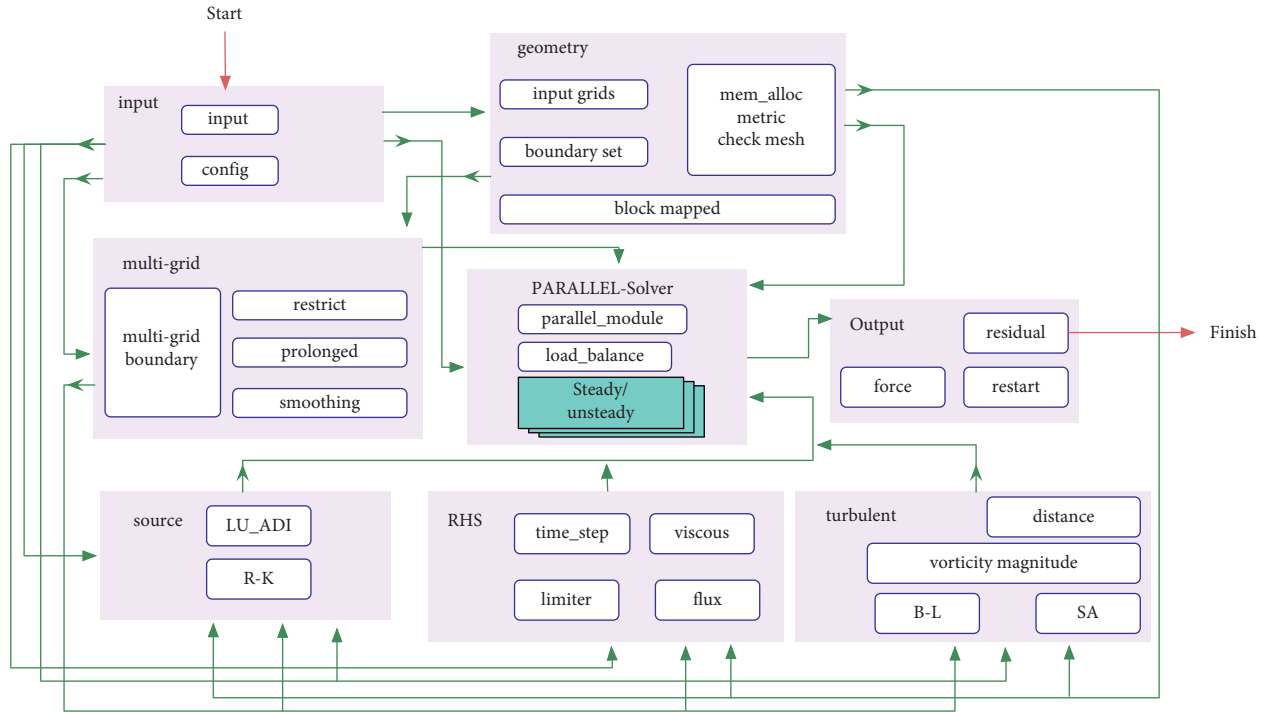 Start
input
input
config
geometry
input grids
boundary set
mem_alloc
metric
check mesh
block mapped
multi-grid
multi-grid
boundary
restrict
prolonged
smoothing
PARALLEL-Solver
parallel_module
load_balance
Steady/
unsteady
Output
residual
force
restart
Finish
source
LU_ADI
R-K
RHS
time_step
viscous
limiter
flux
turbulent
distance
vorticity magnitude
B-L
SA